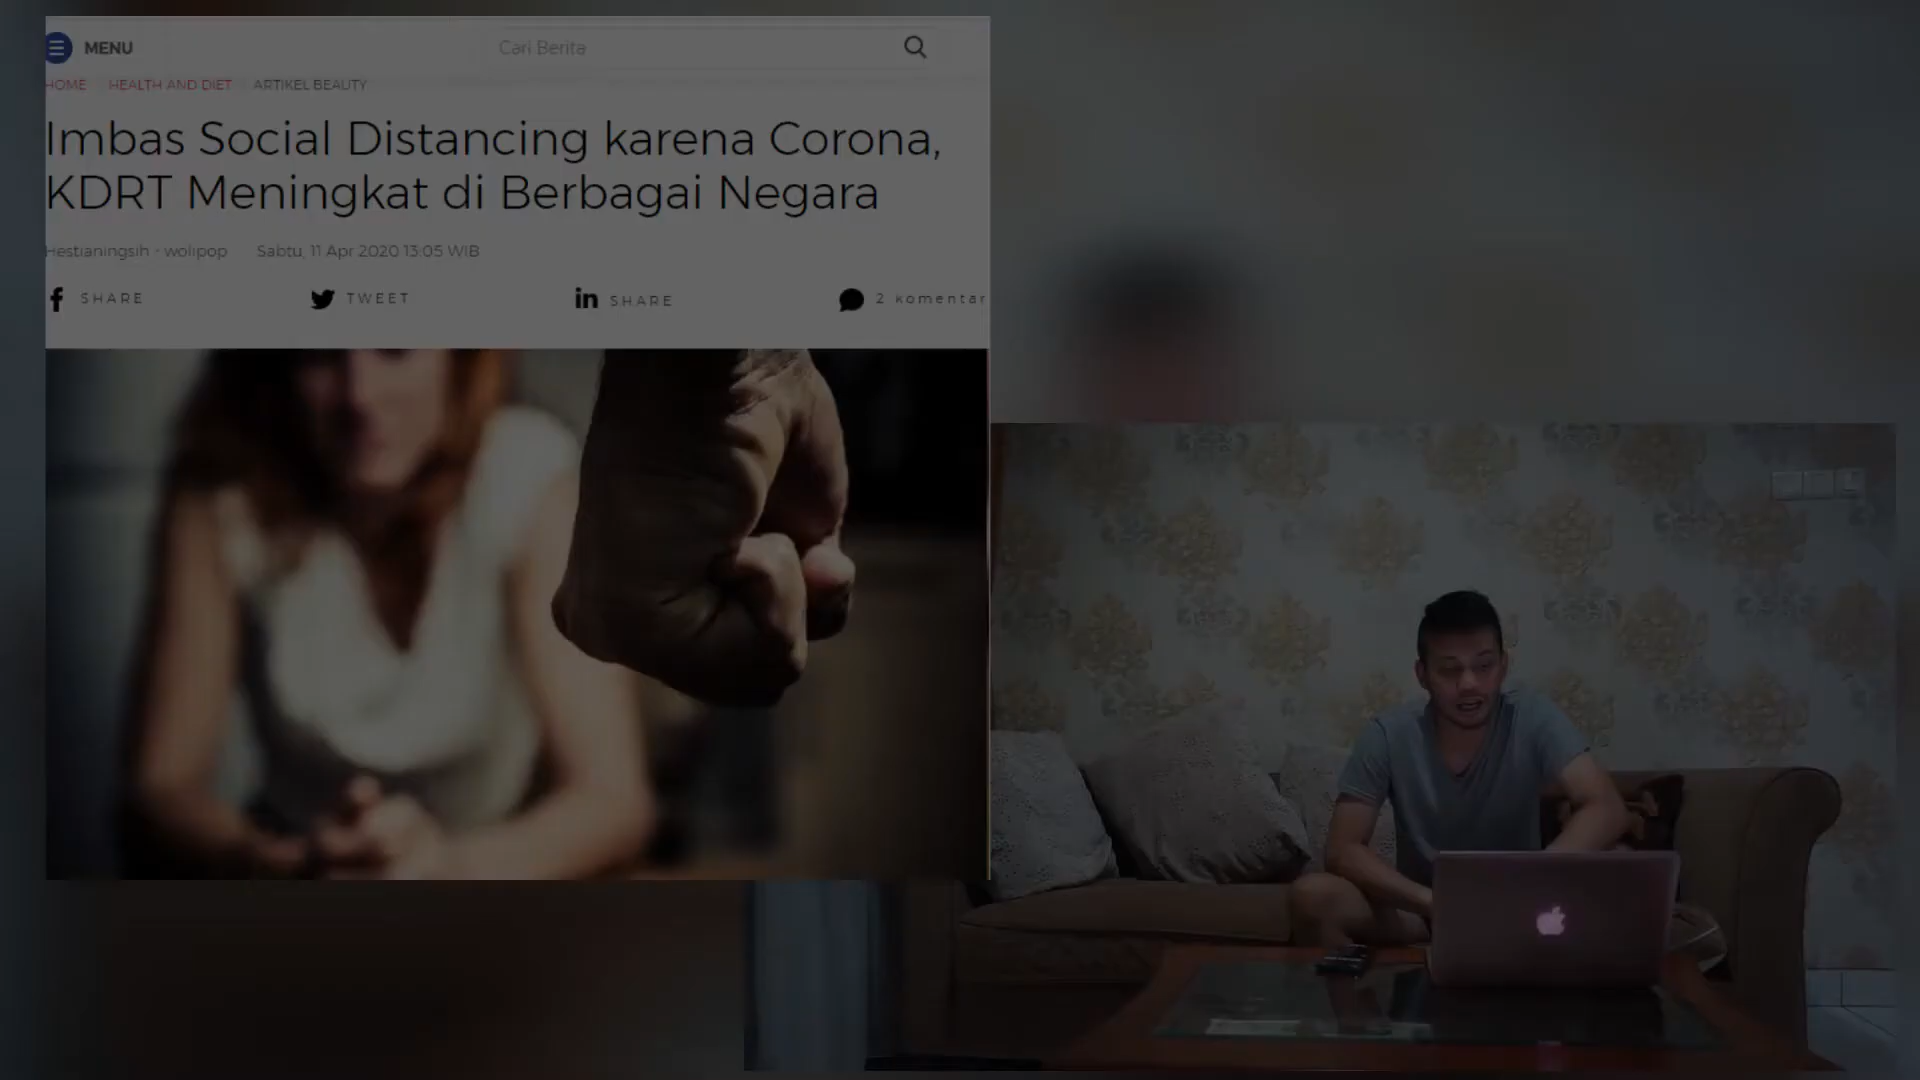 MENU
Cari Berita
HOME HEALTH AND DIET ARTIKEL BEAUTY
Imbas Social Distancing karena Corona,
KDRT Meningkat di Berbagai Negara
Hestianingsih - wolipop Sabtu, 11 Apr 2020 13:05 WIB
SHARE TWEET SHARE 2 komentar